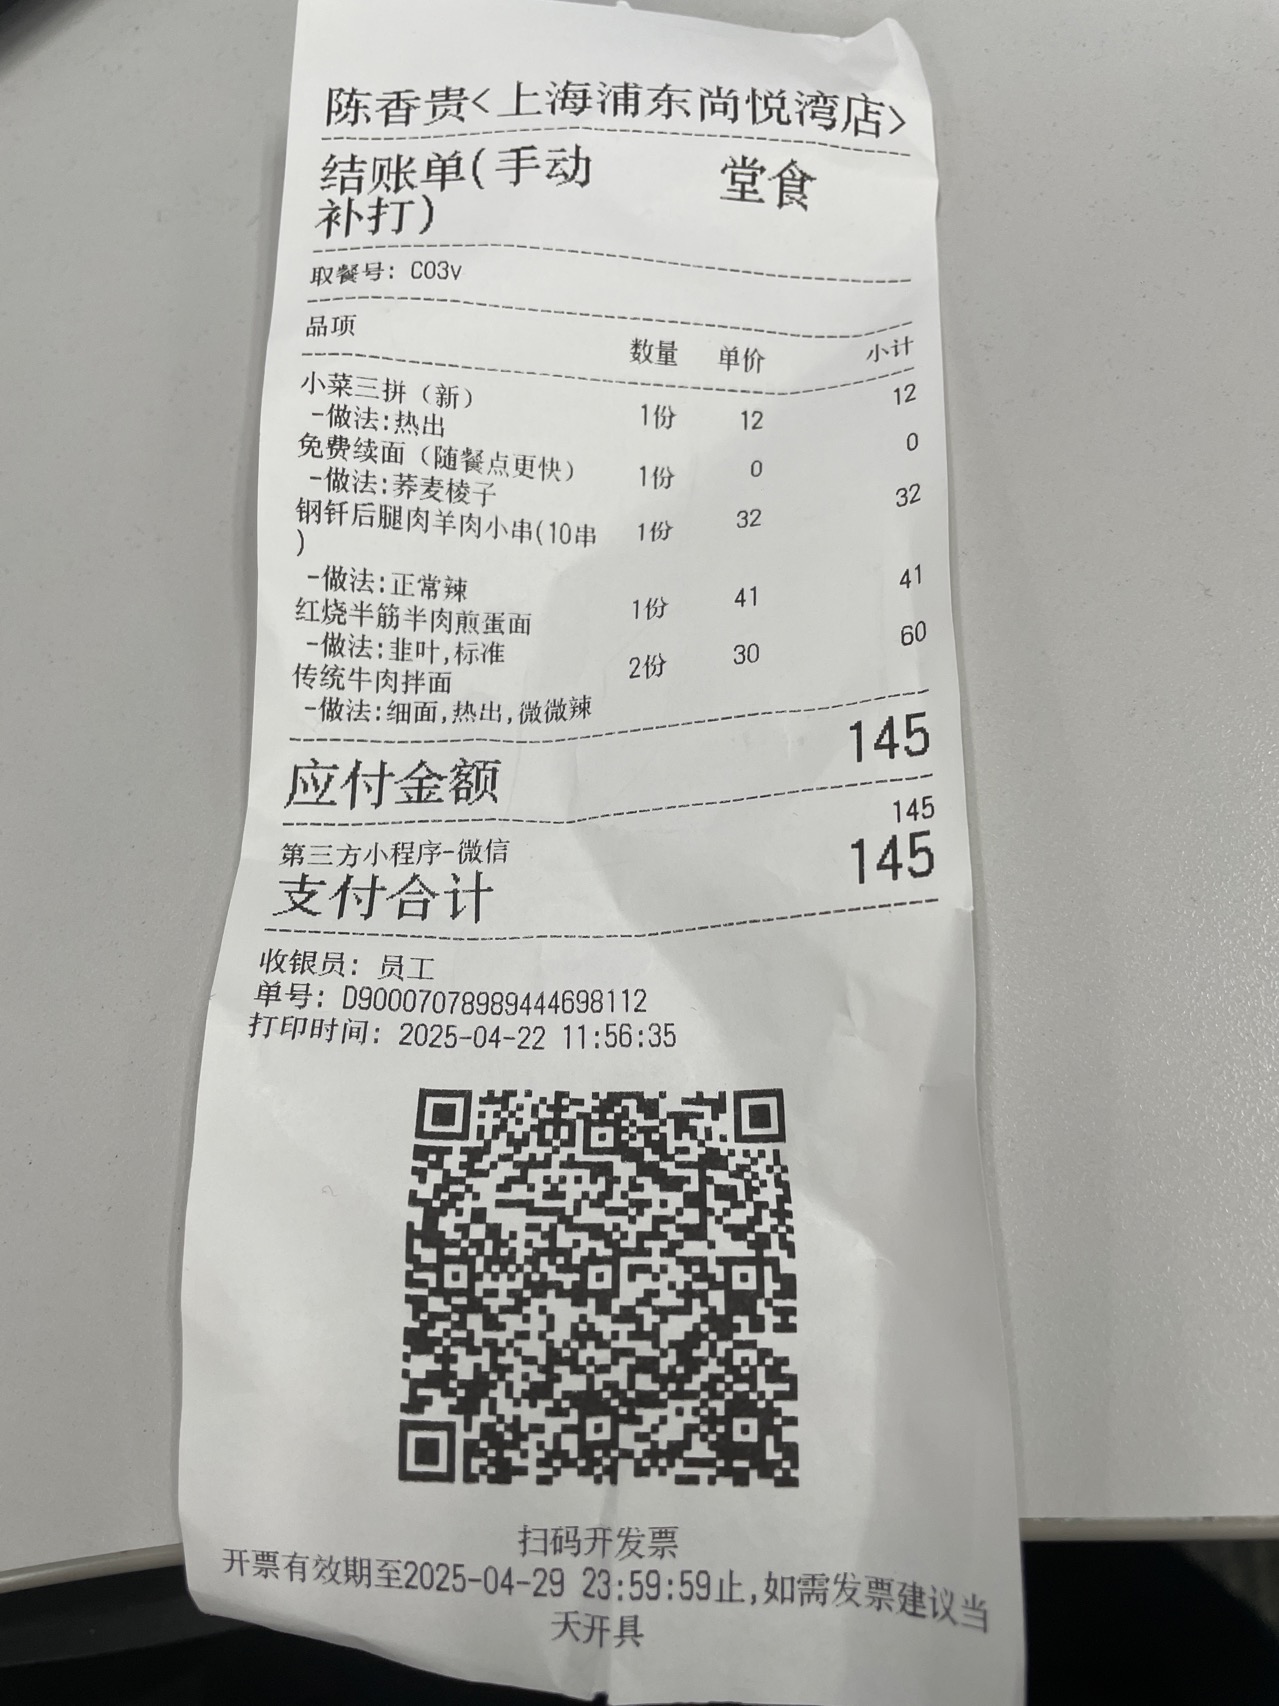 陈香贵<上海浦东尚悦湾店>
结账单(手动 堂食
补打)
取餐号: C03v
品项 数量 单价 小计
小菜三拼（新） 1份 12 12
-做法:热出
免费续面（随餐点更快） 1份 0 0
-做法:荞麦棱子
钢钎后腿肉羊肉小串(10串 1份 32 32
)
-做法:正常辣
红烧半筋半肉煎蛋面 1份 41 41
-做法:韭叶,标准
传统牛肉拌面 2份 30 60
-做法:细面,热出,微微辣
应付金额 145
第三方小程序-微信 145
支付合计 145
收银员: 员工
单号: D90007078989444698112
打印时间: 2025-04-22 11:56:35
扫码开发票
开票有效期至2025-04-29 23:59:59止,如需发票建议当
天开具